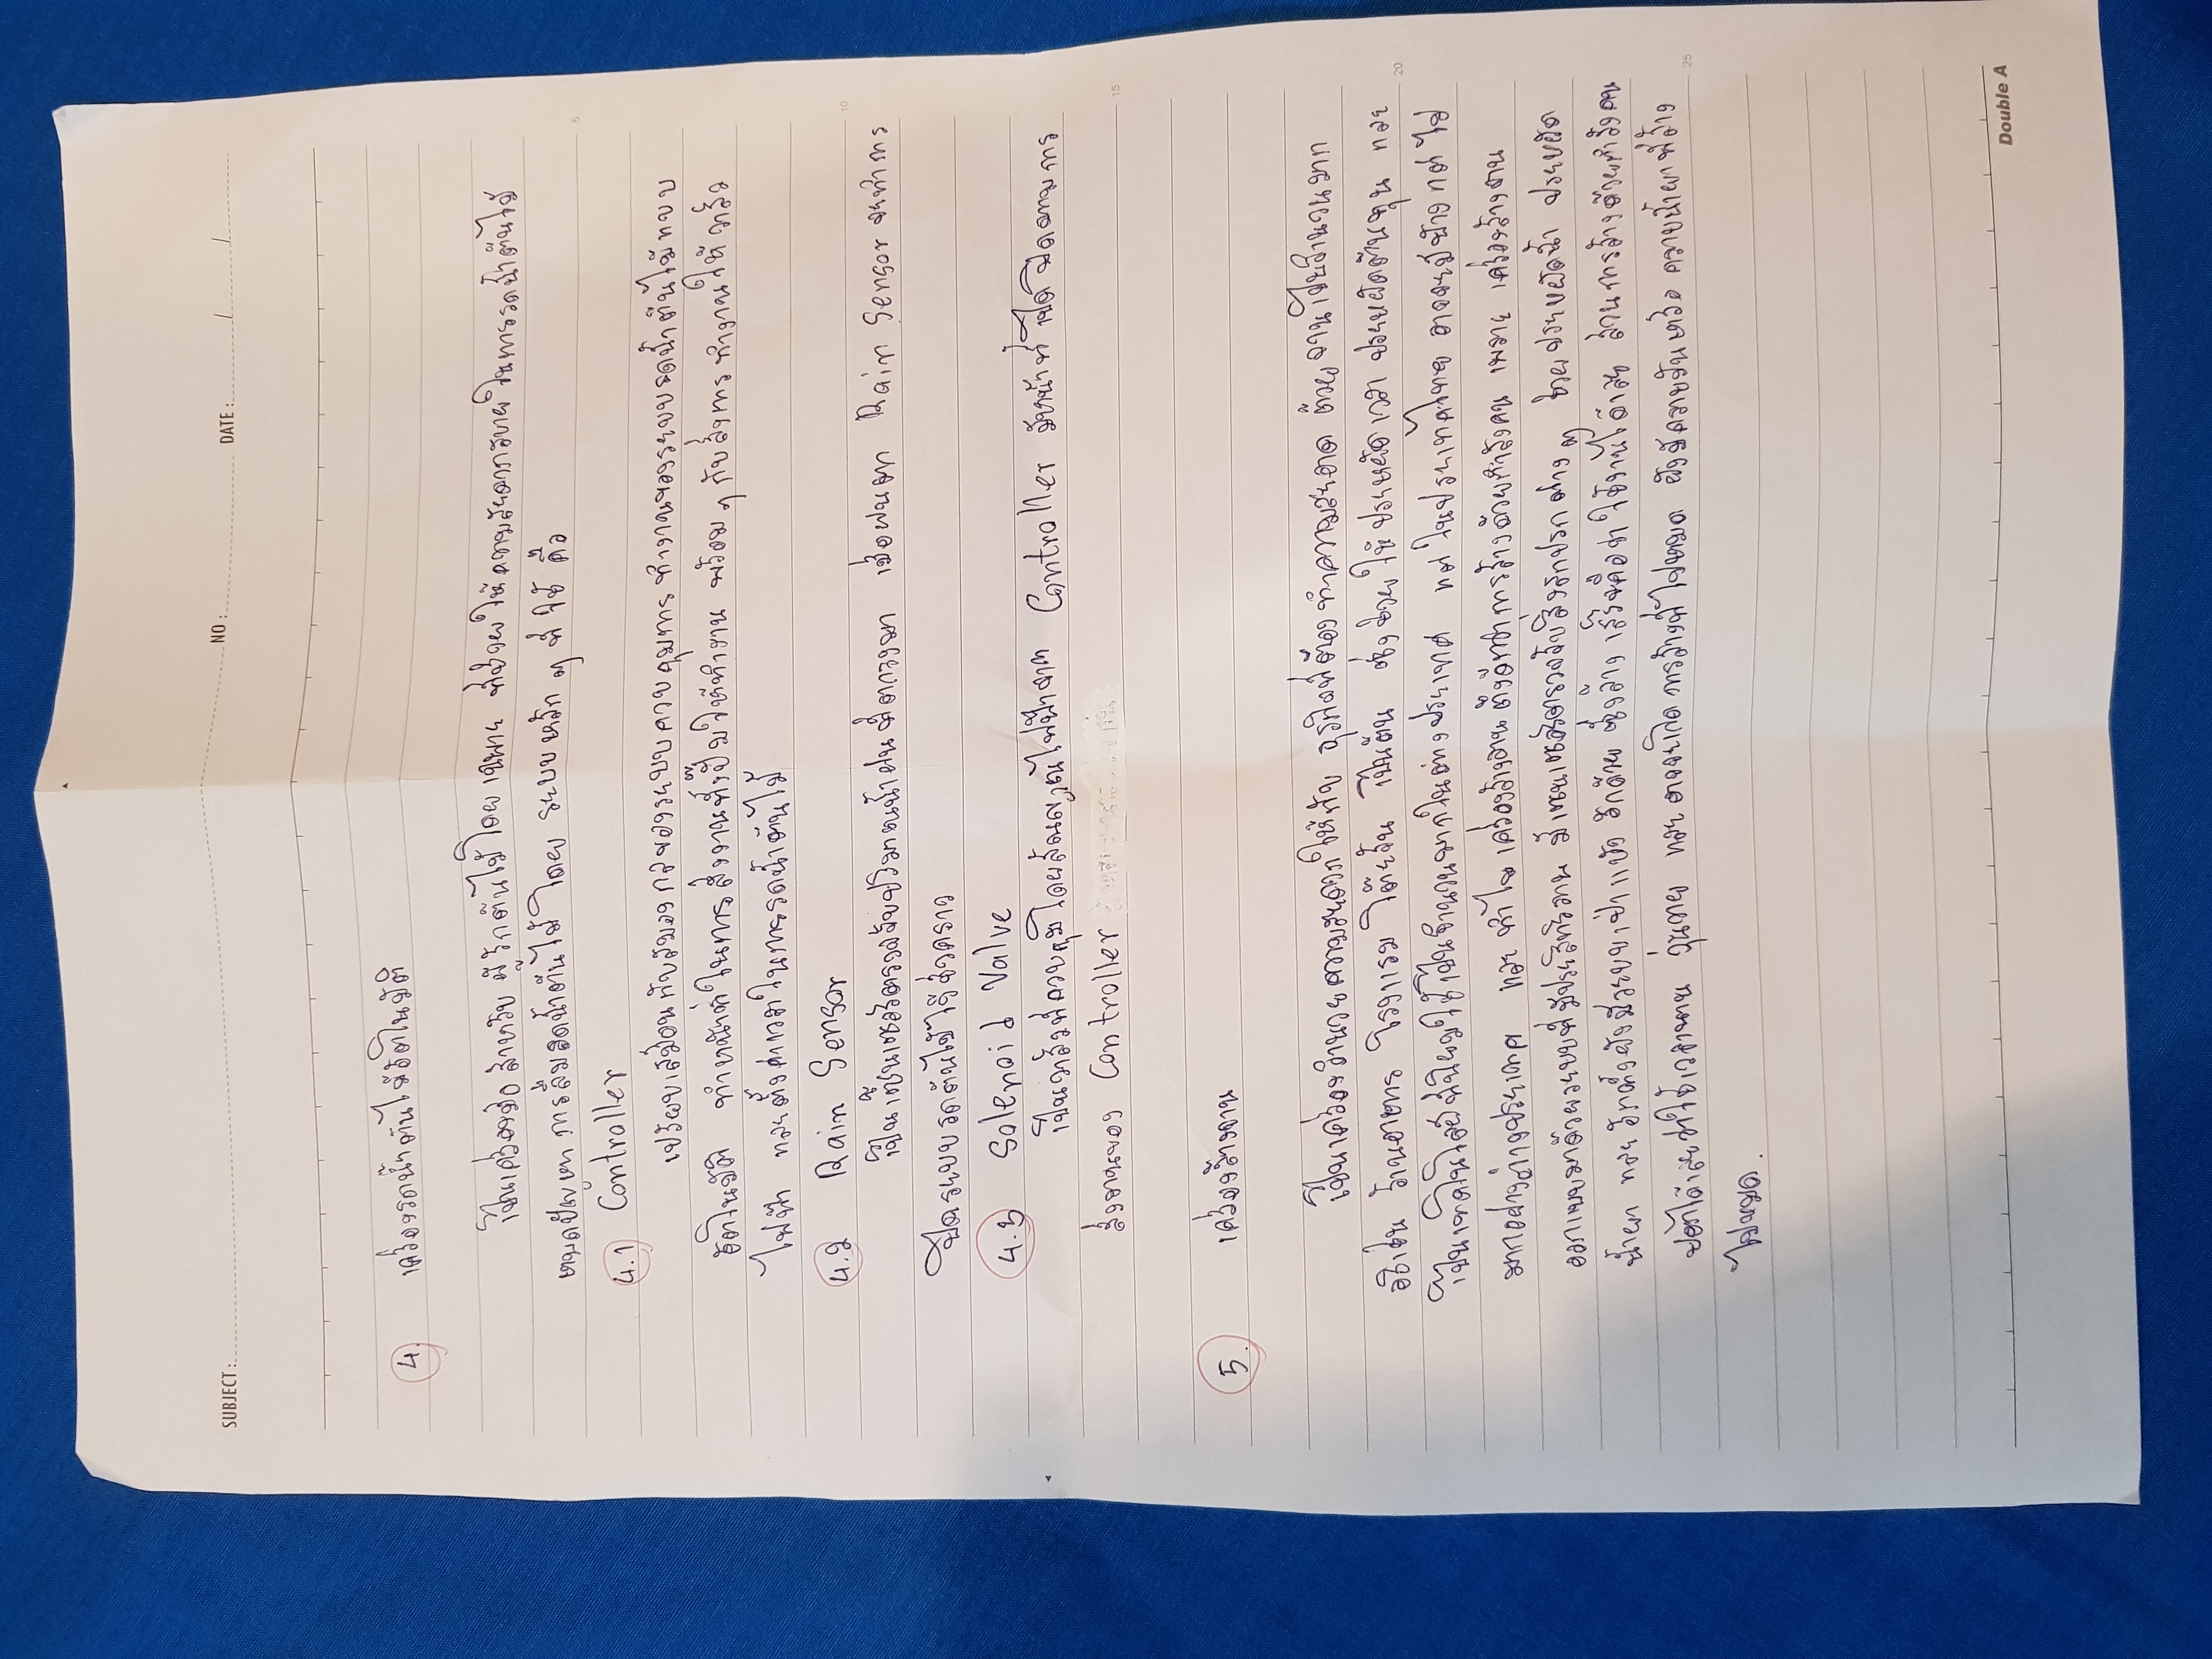 SUBJECT : NO : DATE : / /
4. เครื่องรดน้ำต้นไม้อัตโนมัติ
เป็นเครื่องมือ สำหรับ ผู้รักต้นไม้โดยเฉพาะ ที่ช่วยให้ความสะดวกสบายในการรดน้ำต้นไม้
หมดปัญหา การลืมรดน้ำต้นไม้ โดย ระบบหลัก ๆ ที่ ใช้ คือ
5
4.1 Controller
เปรียบเสมือนกับสมองกลของระบบควบคุมการทำงานของระบบรดน้ำต้นไม้แบบ
อัตโนมัติ ทำหน้าที่ในการสั่งงานทั้งปั๊มให้ทำงาน พร้อม ๆ กับสั่งการทำงานให้ วาล์ว
ไฟฟ้า และตั้งค่าเวลาในการรดน้ำต้นไม้
4.2 Rain Sensor
10
เป็นเซ็นเซอร์ตรวจจับปริมาณน้ำฝนที่ตกลงมา เมื่อฝนตก Rain Sensor จะทำการ
ปิดระบบรดต้นไม้ไว้ชั่วคราว
4.3 Solenoid Valve
เป็นวาล์วที่ควบคุมโดยสัญญาณไฟฟ้าจาก Controller มีหน้าที่ เปิด ปิดตามการ
สั่งงานของ Controller
15
5. เครื่องล้างจาน
เป็นเครื่องอำนวยความสะดวกให้กับ ธุรกิจที่ต้องทำความสะอาด ถ้วยจานเป็นจำนวนมาก
อธิเช่น ร้านอาหาร โรงแรม โต๊ะจีน เป็นต้น ซึ่งช่วยให้ประหยัดเวลา ประหยัดต้นทุน และ
20
เป็นเทคโนโลยีที่นิยมใช้เป็นจำนวนมากในต่างประเทศ แต่ ในประเทศไทย อาจจะมีบ้าง แต่ ไม่
มากอย่างต่างประเทศ และ ทำไม เครื่องล้างจาน ถึงดีกว่าการล้างด้วยกำลังคน เพราะ เครื่องล้างจาน
ออกแบบมาด้วยระบบที่มีประสิทธิภาพ มีเซนเซอร์ตรวจจับสิ่งสกปรกต่าง ๆ ช่วยประหยัดน้ำ ประหยัด
น้ำยา และ อีกทั้งยังมีระบบเป่าแห้ง อีกด้วย ซึ่งล้าง เสร็จคือว่า ใช้งานได้เลย ส่วนการล้างด้วยกำลังคน
บอกได้เลยว่าใช้เวลานาน วุ่นวาย และอาจจะเกิด การล้างที่ไม่หมด ยังมีคราบมันเหลือ คราบน้ำยาที่ล้าง
25
ไม่หมด.
Double A